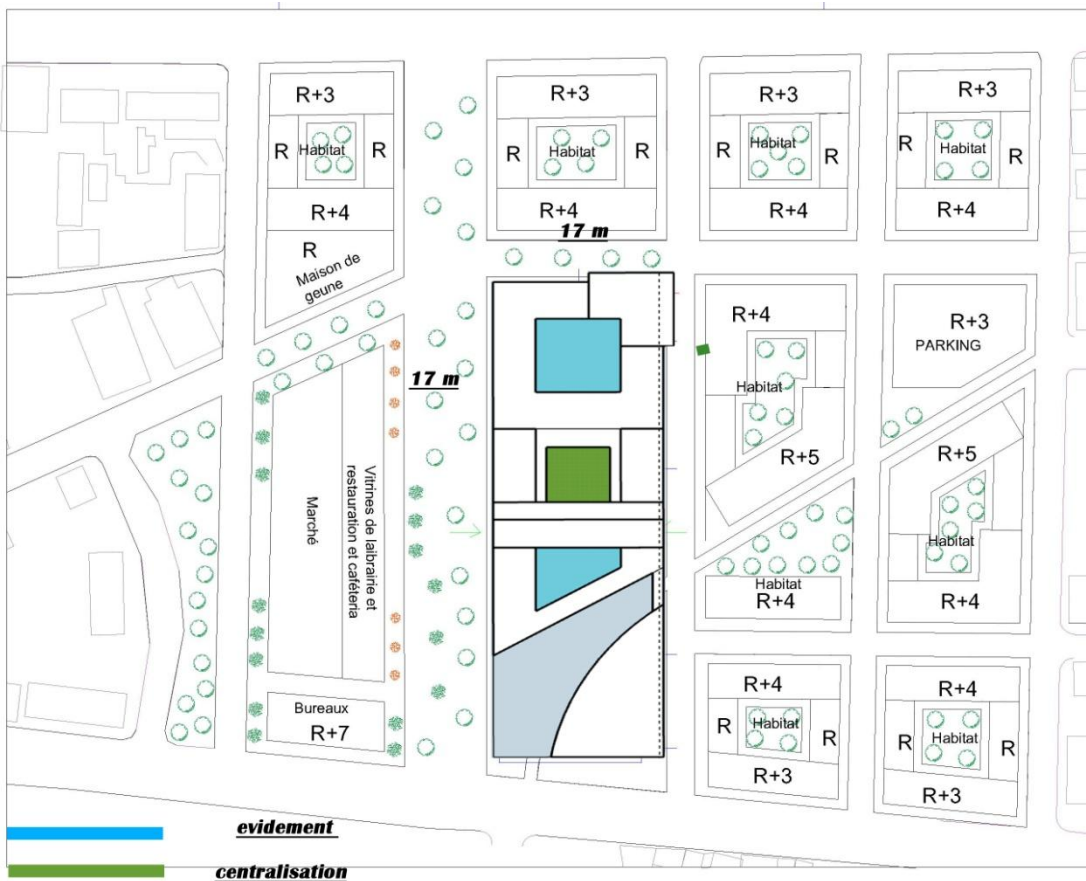 R+3
R
Habitat
R
R+4
R
Maison de
geune
R+3
R
Habitat
R
R+4
17 m
R+3
R
Habitat
R
R+4
R+3
R
Habitat
R
R+4
17 m
Marché
Vitrines de laibrairie et
restauration et caféteria
Bureaux
R+7
R+4
Habitat
R+5
R+3
PARKING
R+5
Habitat
R+4
Habitat
R+4
R+4
R
Habitat
R
R+3
R+4
R
Habitat
R
R+3
evidement
centralisation